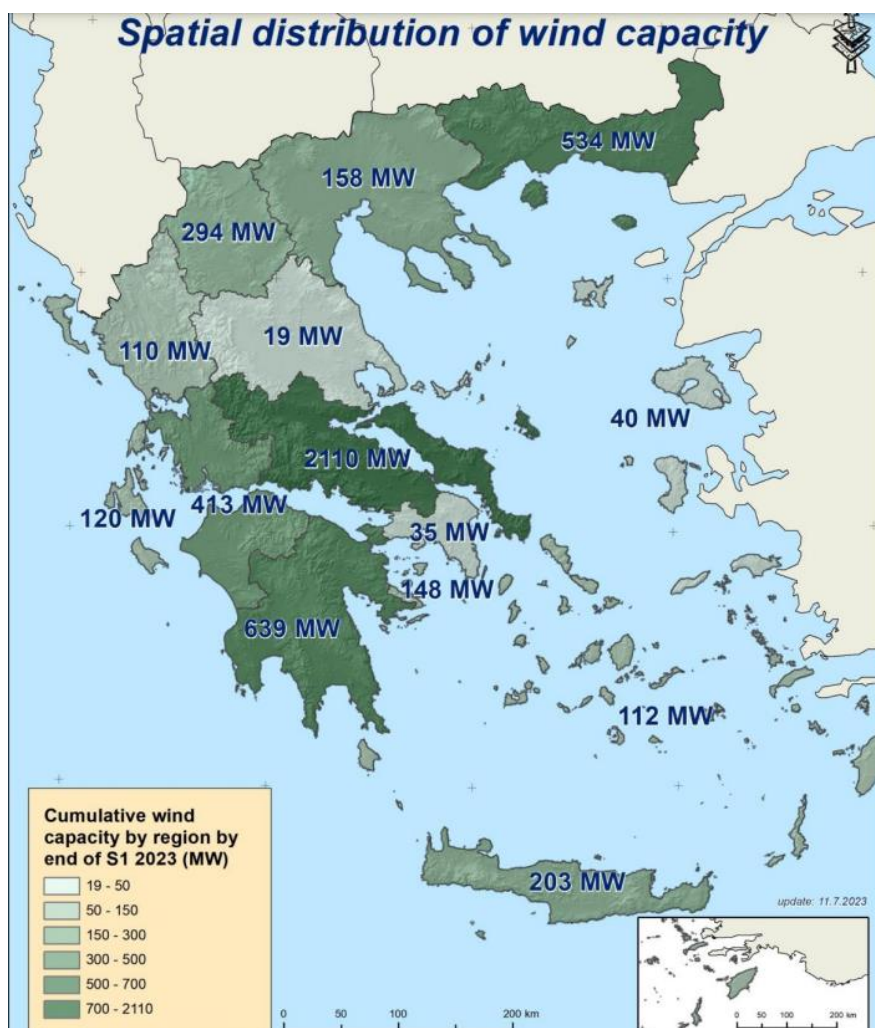 Spatial distribution of wind capacity
534 MW
158 MW
294 MW
19 MW
110 MW
40 MW
2110 MW
413 MW
120 MW
35 MW
148 MW
639 MW
112 MW
Cumulative wind
capacity by region by
end of S1 2023 (MW)
19 - 50
50 - 150
150 - 300
300 - 500
500 - 700
700 - 2110
203 MW
update: 11.7.2023
0 50 100 200 km
0 50 100 200 km